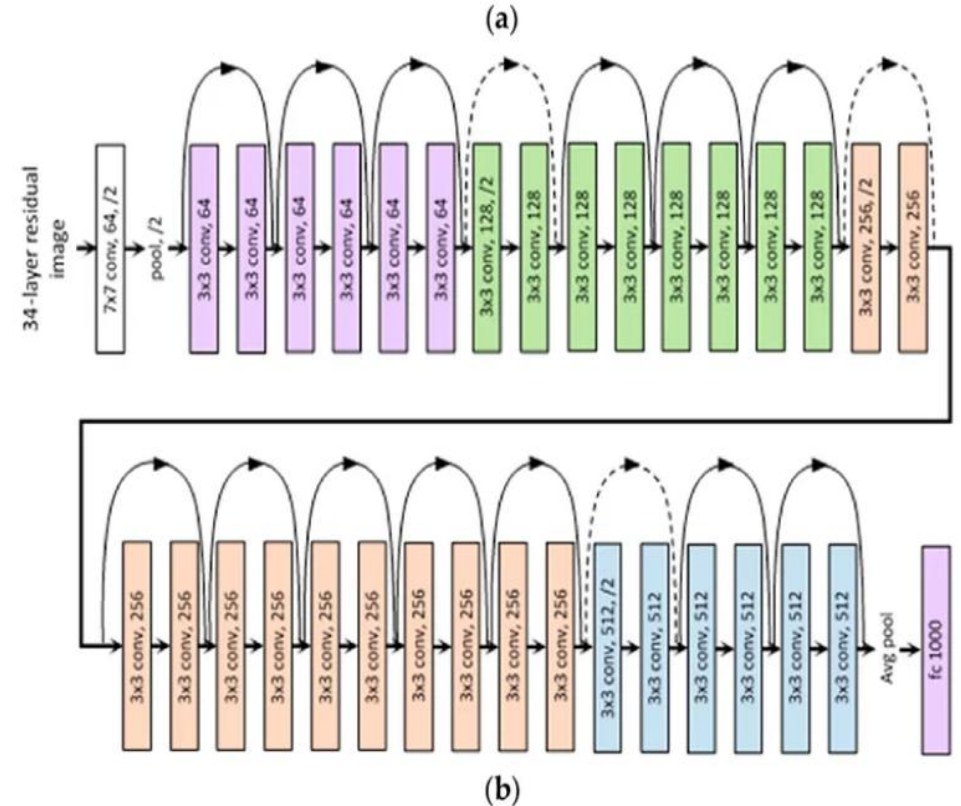 (a)
34-layer residual
image
7x7 conv, 64, /2
pool, /2
3x3 conv, 64
3x3 conv, 64
3x3 conv, 64
3x3 conv, 64
3x3 conv, 64
3x3 conv, 64
3x3 conv, 128, /2
3x3 conv, 128
3x3 conv, 128
3x3 conv, 128
3x3 conv, 128
3x3 conv, 128
3x3 conv, 128
3x3 conv, 128
3x3 conv, 256, /2
3x3 conv, 256
3x3 conv, 256
3x3 conv, 256
3x3 conv, 256
3x3 conv, 256
3x3 conv, 256
3x3 conv, 256
3x3 conv, 256
3x3 conv, 256
3x3 conv, 256
3x3 conv, 256
3x3 conv, 512, /2
3x3 conv, 512
3x3 conv, 512
3x3 conv, 512
3x3 conv, 512
3x3 conv, 512
Avg pool
fc 1000
(b)